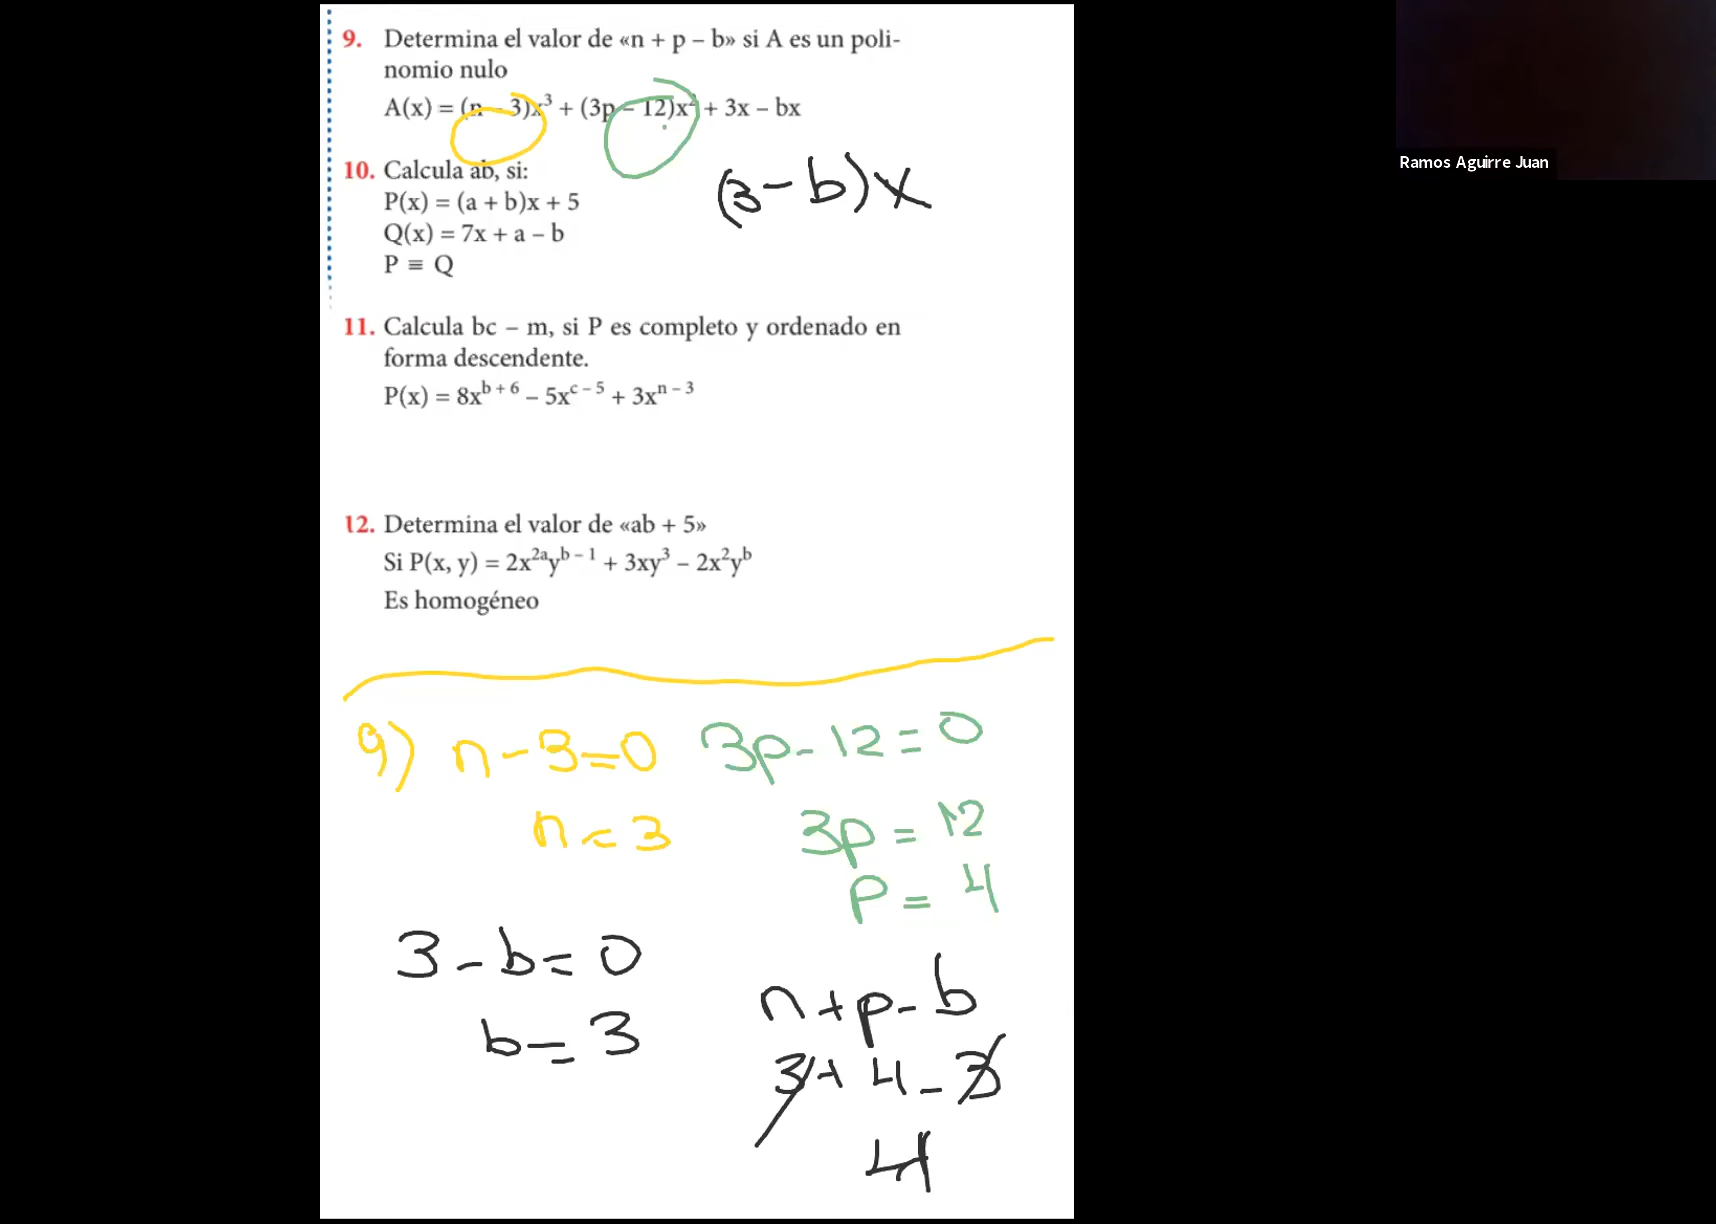 9. Determina el valor de «n + p – b» si A es un poli-
nomio nulo
A(x) = (n – 3)x³ + (3p – 12)x² + 3x – bx
10. Calcula ab, si:
P(x) = (a + b)x + 5
Q(x) = 7x + a – b
P ≡ Q
(3 - b)x
11. Calcula bc – m, si P es completo y ordenado en
forma descendente.
P(x) = 8x^{b + 6} – 5x^{c – 5} + 3x^{n – 3}
12. Determina el valor de «ab + 5»
Si P(x, y) = 2x^{2a}y^{b – 1} + 3xy³ – 2x²y^b
Es homogéneo
9) n - 3 = 0
n = 3
3p - 12 = 0
3p = 12
P = 4
3 - b = 0
b = 3
n + p - b
3 + 4 - 3
4
Ramos Aguirre Juan